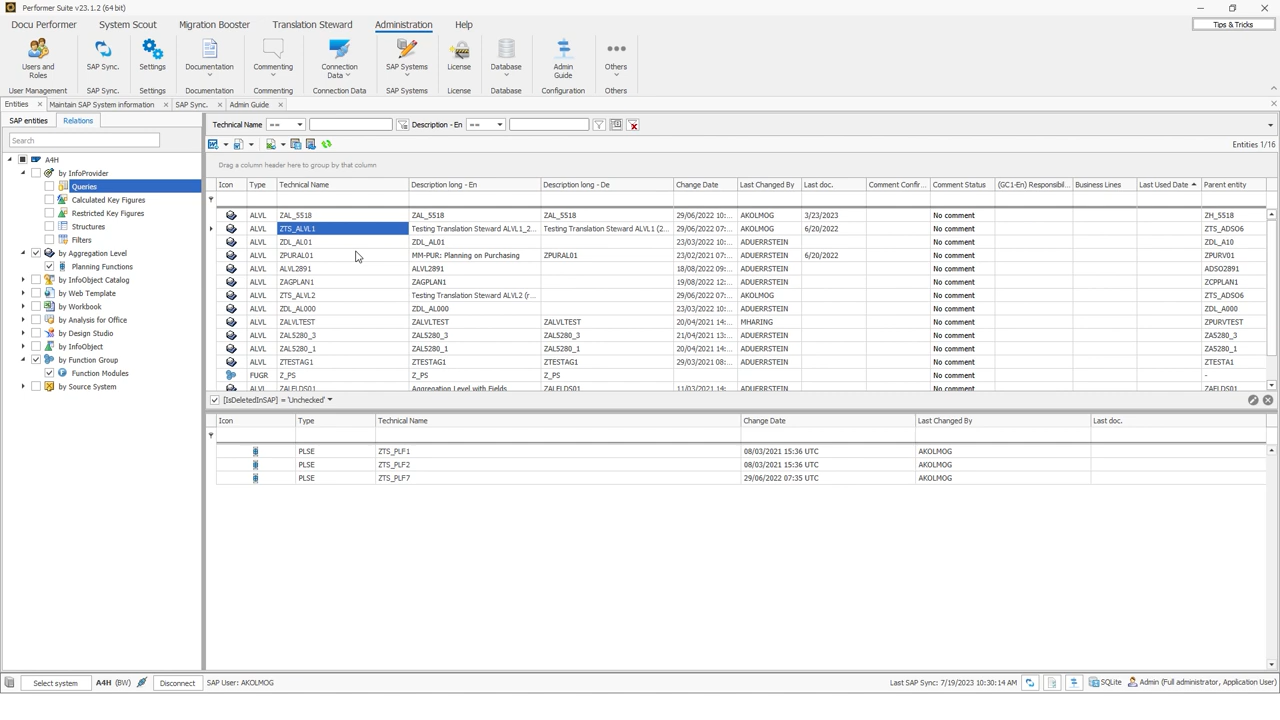 Performer Suite v23.1.2 (64 bit)
Docu Performer System Scout Migration Booster Translation Steward Administration Help
Tips & Tricks
Users and Roles SAP Sync. Settings Documentation Commenting Connection Data SAP Systems License Database Admin Guide Others
User Management SAP Sync. Settings Documentation Commenting Connection Data SAP Systems License Database Configuration Others
Entities Maintain SAP System information SAP Sync. Admin Guide
SAP entities Relations
Technical Name == Description - En ==
Search
Entities 1/16
A4H
by InfoProvider
Queries
Calculated Key Figures
Restricted Key Figures
Structures
Filters
by Aggregation Level
Planning Functions
by InfoObject Catalog
by Web Template
by Workbook
by Analysis for Office
by Design Studio
by InfoObject
by Function Group
Function Modules
by Source System
Drag a column header here to group by that column
Icon Type Technical Name Description long - En Description long - De Change Date Last Changed By Last doc. Comment Confir... Comment Status (GC1-En) Responsibil... Business Lines Last Used Date Parent entity
ALVL ZAL_5518 ZAL_5518 ZAL_5518 29/06/2022 10:... AKOLMOG 3/23/2023 No comment ZH_5518
ALVL ZTS_ALVL1 Testing Translation Steward ALVL1_2... Testing Translation Steward ALVL1 (2... 29/06/2022 07:... AKOLMOG 6/20/2022 No comment ZTS_ADSO6
ALVL ZDL_AL01 ZDL_AL01 23/03/2022 10:... ADUERRSTEIN No comment ZDL_A10
ALVL ZPURAL01 MM-PUR: Planning on Purchasing ZPURAL01 23/02/2021 07:... ADUERRSTEIN 6/20/2022 No comment ZPURV01
ALVL ALVL2891 ALVL2891 18/08/2022 09:... ADUERRSTEIN No comment ADSO2891
ALVL ZAGPLAN1 ZAGPLAN1 19/08/2022 12:... ADUERRSTEIN No comment ZCPPLAN1
ALVL ZTS_ALVL2 Testing Translation Steward ALVL2 (r... 29/06/2022 07:... AKOLMOG No comment ZTS_ADSO6
ALVL ZDL_AL000 ZDL_AL000 23/03/2022 10:... ADUERRSTEIN No comment ZDL_A000
ALVL ZALVLTEST ZALVLTEST ZALVLTEST 20/04/2021 14:... MHARING No comment ZPURVTEST
ALVL ZAL5280_3 ZAL5280_3 ZAL5280_3 21/04/2021 13:... ADUERRSTEIN No comment ZA5280_3
ALVL ZAL5280_1 ZAL5280_1 ZAL5280_1 20/04/2021 14:... ADUERRSTEIN No comment ZA5280_1
ALVL ZTESTAG1 ZTESTAG1 ZTESTAG1 29/03/2021 08:... ADUERRSTEIN No comment ZTESTA1
FUGR Z_PS Z_PS Z_PS No comment -
ALVL ZALFLDS01 Aggregation Level with Fields 11/03/2021 14:... ADUERRSTEIN No comment ZAFLDS01
[IsDeletedInSAP] = 'Unchecked'
Icon Type Technical Name Change Date Last Changed By Last doc.
PLSE ZTS_PLF1 08/03/2021 15:36 UTC AKOLMOG
PLSE ZTS_PLF2 08/03/2021 15:36 UTC AKOLMOG
PLSE ZTS_PLF7 29/06/2022 07:35 UTC AKOLMOG
Select system A4H (BW) Disconnect SAP User: AKOLMOG Last SAP Sync: 7/19/2023 10:30:14 AM SQLite Admin (Full administrator, Application User)